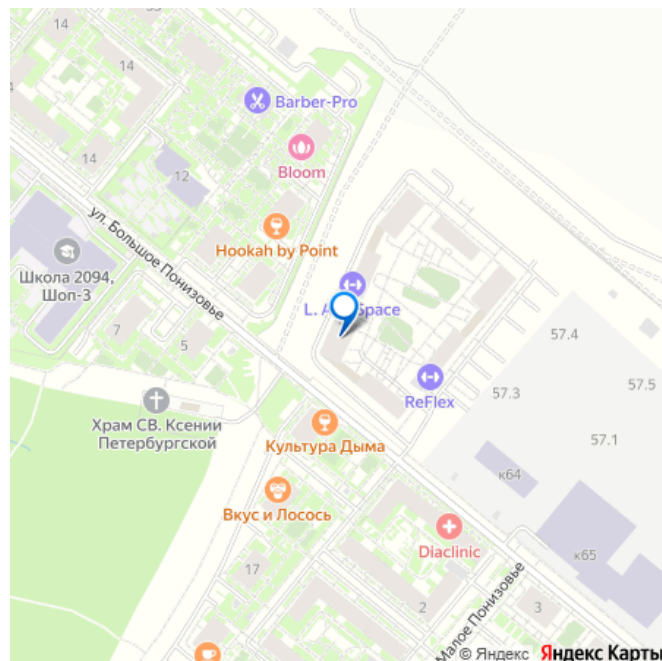 14
14
14
Barber-Pro
Bloom
12
ул. Большое Понизовье
Hookah by Point
Школа 2094,
Шоп-3
7
5
ReFlex
57.4
57.5
57.3
57.1
Храм СВ. Ксении
Петербургской
Культура Дыма
к64
Вкус и Лосось
Diaclinic
к65
17
2
3
Малое Понизовье
© Яндекс Яндекс Карты